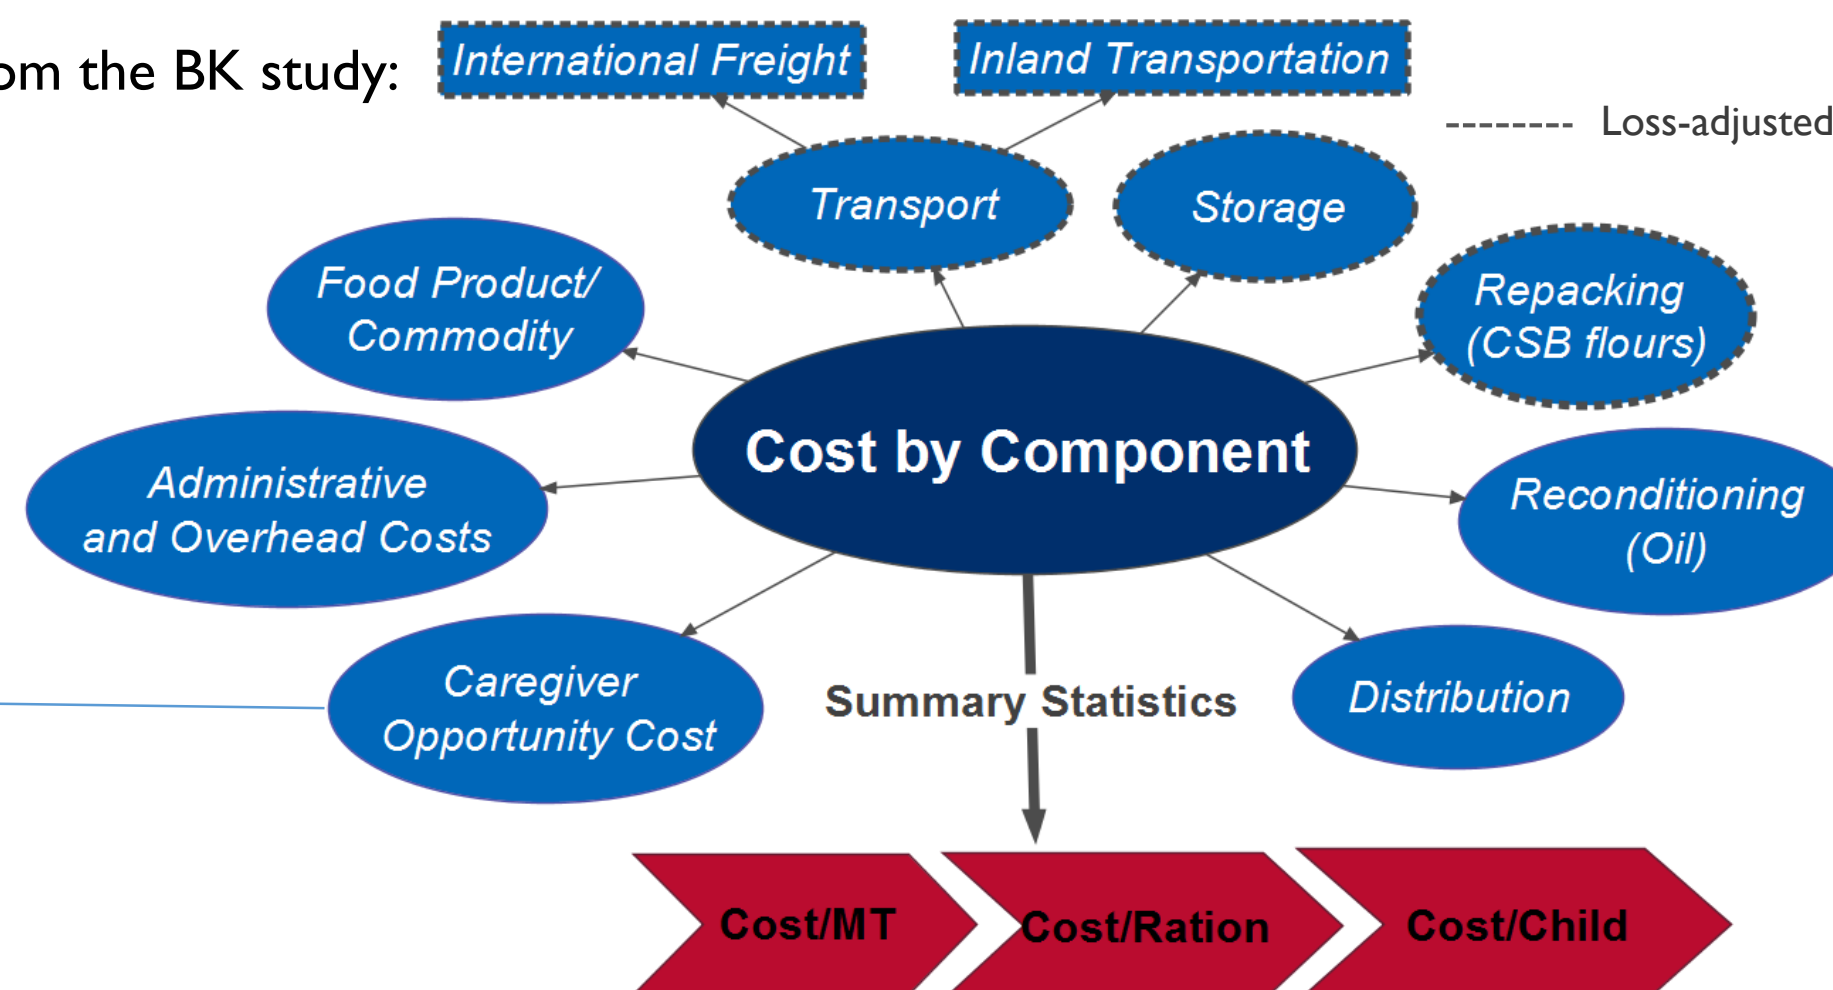 om the BK study:
International Freight
Inland Transportation
Loss-adjusted
Transport
Storage
Food Product/
Commodity
Repacking
(CSB flours)
Cost by Component
Administrative
and Overhead Costs
Reconditioning
(Oil)
Caregiver
Opportunity Cost
Summary Statistics
Distribution
Cost/MT
Cost/Ration
Cost/Child